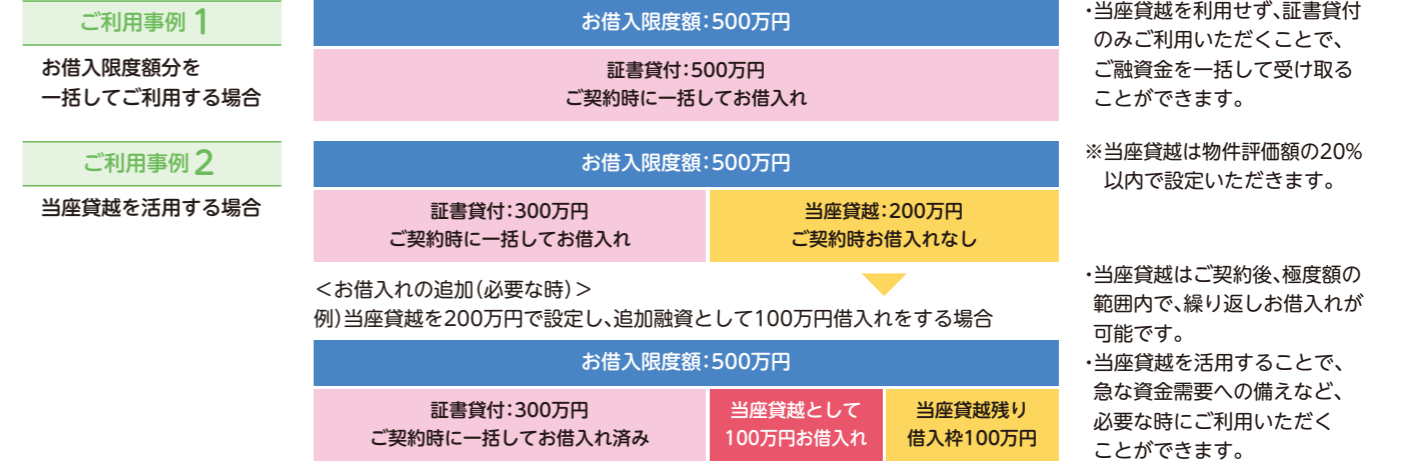 ご利用事例 1
お借入限度額分を
一括してご利用する場合
お借入限度額：500万円
証書貸付：500万円
ご契約時に一括してお借入れ
・当座貸越を利用せず、証書貸付
のみご利用いただくことで、
ご融資金を一括して受け取る
ことができます。
ご利用事例 2
当座貸越を活用する場合
お借入限度額：500万円
証書貸付：300万円
ご契約時に一括してお借入れ
当座貸越：200万円
ご契約時お借入れなし
※当座貸越は物件評価額の20%
以内で設定いただきます。
＜お借入れの追加（必要な時）＞
例）当座貸越を200万円で設定し、追加融資として100万円借入れをする場合
お借入限度額：500万円
証書貸付：300万円
ご契約時に一括してお借入れ済み
当座貸越として
100万円お借入れ
当座貸越残り
借入枠100万円
・当座貸越はご契約後、極度額の
範囲内で、繰り返しお借入れが
可能です。
・当座貸越を活用することで、
急な資金需要への備えなど、
必要な時にご利用いただく
ことができます。